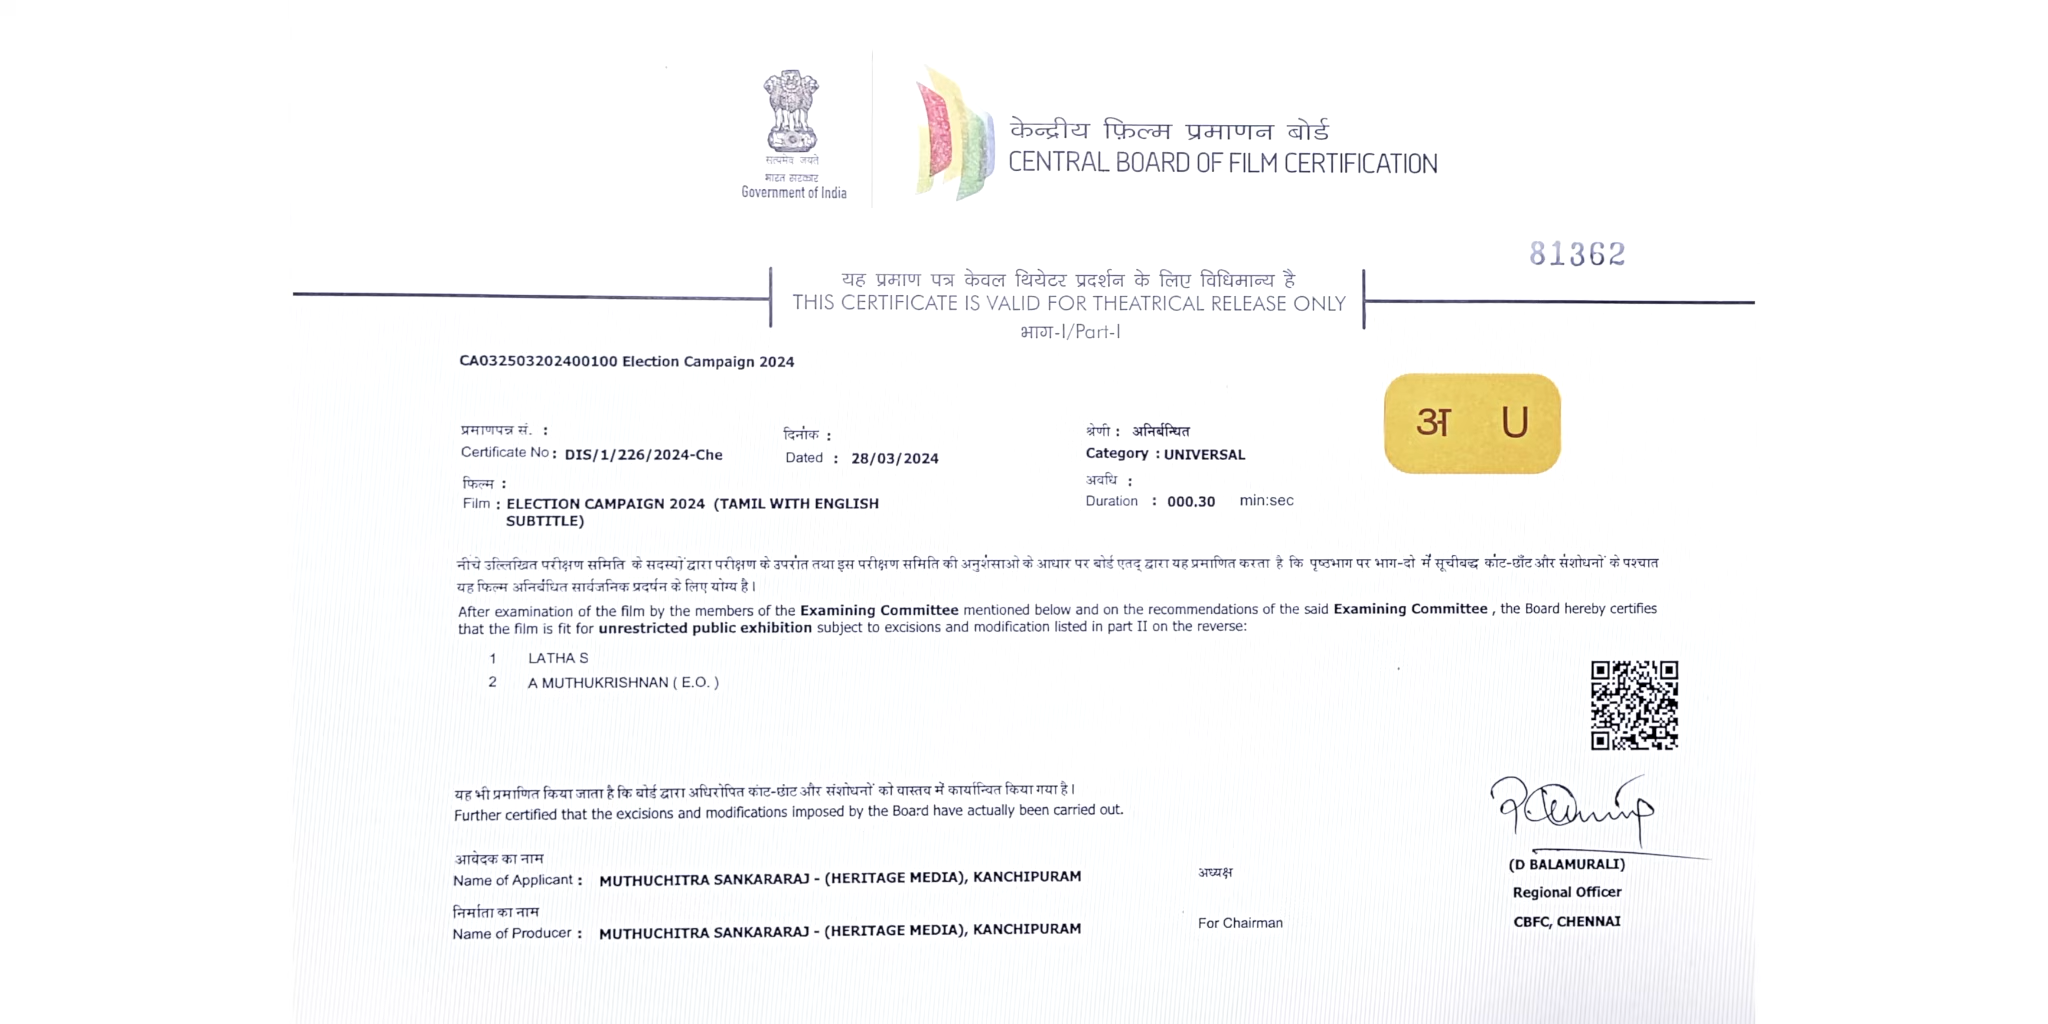 सत्यमेव जयते
भारत सरकार
Government of India
केन्द्रीय फ़िल्म प्रमाणन बोर्ड
CENTRAL BOARD OF FILM CERTIFICATION
81362
यह प्रमाण पत्र केवल थियेटर प्रदर्शन के लिए विधिमान्य है
THIS CERTIFICATE IS VALID FOR THEATRICAL RELEASE ONLY
भाग-I/Part-I
CA032503202400100 Election Campaign 2024
अ U
प्रमाणपत्र सं. : दिनांक : श्रेणी : अनिर्बन्धित
Certificate No : DIS/1/226/2024-Che Dated : 28/03/2024 Category : UNIVERSAL
फिल्म : अवधि :
Film : ELECTION CAMPAIGN 2024 (TAMIL WITH ENGLISH Duration : 000.30 min:sec
SUBTITLE)
नीचे उल्लिखित परीक्षण समिति के सदस्यों द्वारा परीक्षण के उपरांत तथा इस परीक्षण समिति की अनुशंसाओ के आधार पर बोर्ड एतद् द्वारा यह प्रमाणित करता है कि पृष्ठभाग पर भाग-दो में सूचीबद्ध कांट-छाँट और संशोधनों के पश्चात
यह फिल्म अनिबंधित सार्वजनिक प्रदर्षन के लिए योग्य है।
After examination of the film by the members of the Examining Committee mentioned below and on the recommendations of the said Examining Committee , the Board hereby certifies
that the film is fit for unrestricted public exhibition subject to excisions and modification listed in part II on the reverse:
1 LATHA S
2 A MUTHUKRISHNAN ( E.O. )
यह भी प्रमाणित किया जाता है कि बोर्ड द्वारा अधिरोपित कांट-छांट और संशोधनों को वास्तव में कार्यान्वित किया गया है।
Further certified that the excisions and modifications imposed by the Board have actually been carried out.
आवेदक का नाम
Name of Applicant : MUTHUCHITRA SANKARARAJ - (HERITAGE MEDIA), KANCHIPURAM
निर्माता का नाम
Name of Producer : MUTHUCHITRA SANKARARAJ - (HERITAGE MEDIA), KANCHIPURAM
अध्यक्ष
For Chairman
(D BALAMURALI)
Regional Officer
CBFC, CHENNAI